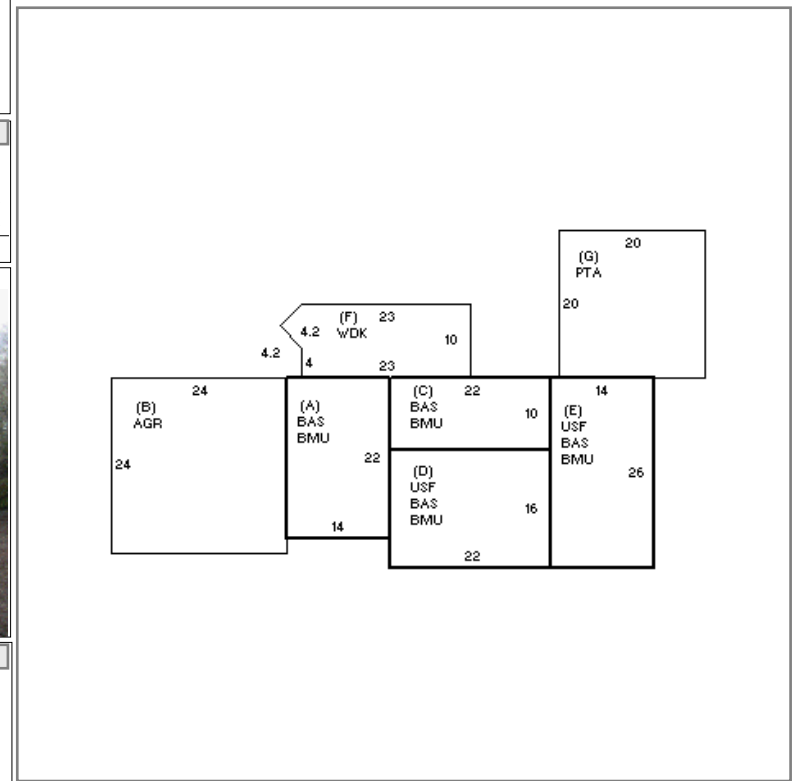 20
(G)
PTA
20
(F)
WDK
23
4.2
10
4.2
4
23
24
(B)
AGR
24
(A)
BAS
BMU
22
14
(C)
BAS
BMU
22
10
(D)
USF
BAS
BMU
16
22
14
(E)
USF
BAS
BMU
26